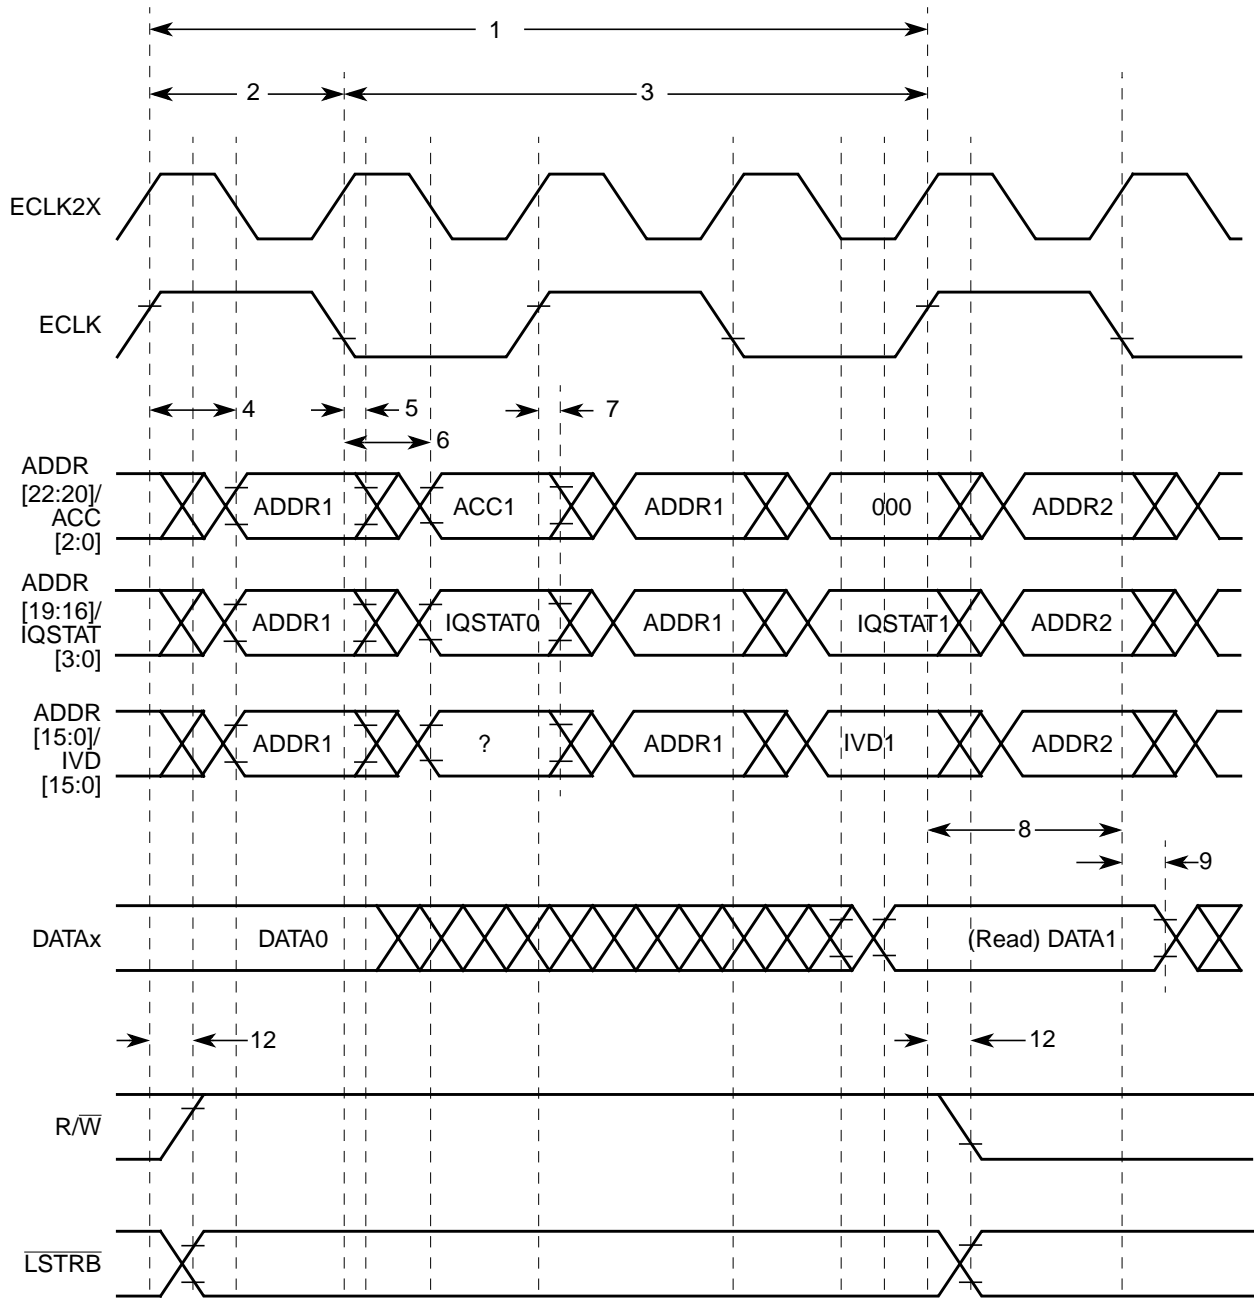 1
2 3
ECLK2X
ECLK
4 5 7
6
ADDR
[22:20]/
ACC
[2:0]
ADDR1 ACC1 ADDR1 000 ADDR2
ADDR
[19:16]/
IQSTAT
[3:0]
ADDR1 IQSTAT0 ADDR1 IQSTAT1 ADDR2
ADDR
[15:0]/
IVD
[15:0]
ADDR1 ? ADDR1 IVD1 ADDR2
8
9
DATAx DATA0 (Read) DATA1
12 12
R/W̅
L̅S̅T̅R̅B̅